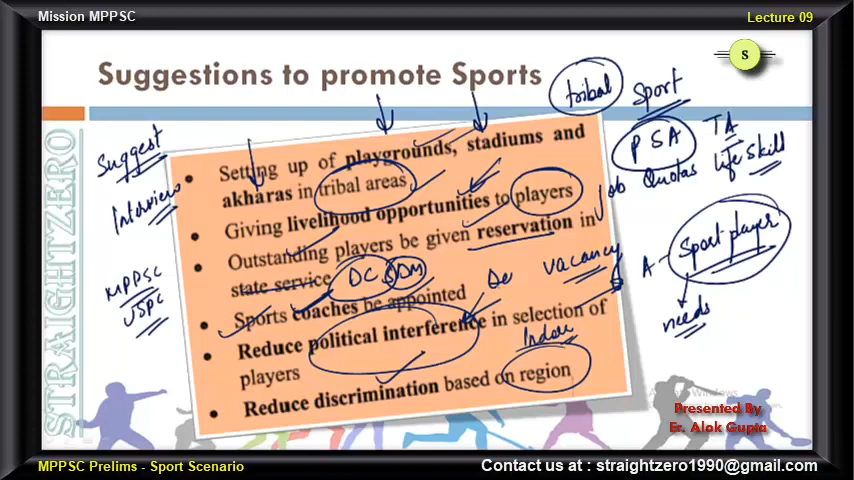 Mission MPPSC
Lecture 09
S
Suggestions to promote Sports
tribal
Sport
PSA
TA
Life Skill
Job Quotas
Suggest
Interview
MPPSC
USPC
STRAIGHTZERO
• Setting up of playgrounds, stadiums and
akharas in tribal areas
• Giving livelihood opportunities to players
• Outstanding players be given reservation in
state service
DC SDM
• Sports coaches be appointed
• Reduce political interference in selection of
players
• Reduce discrimination based on region
De
vacancy
Indore
A - Sport player
needs
Windows
Presented By
Er. Alok Gupta
MPPSC Prelims - Sport Scenario
Contact us at : straightzero1990@gmail.com